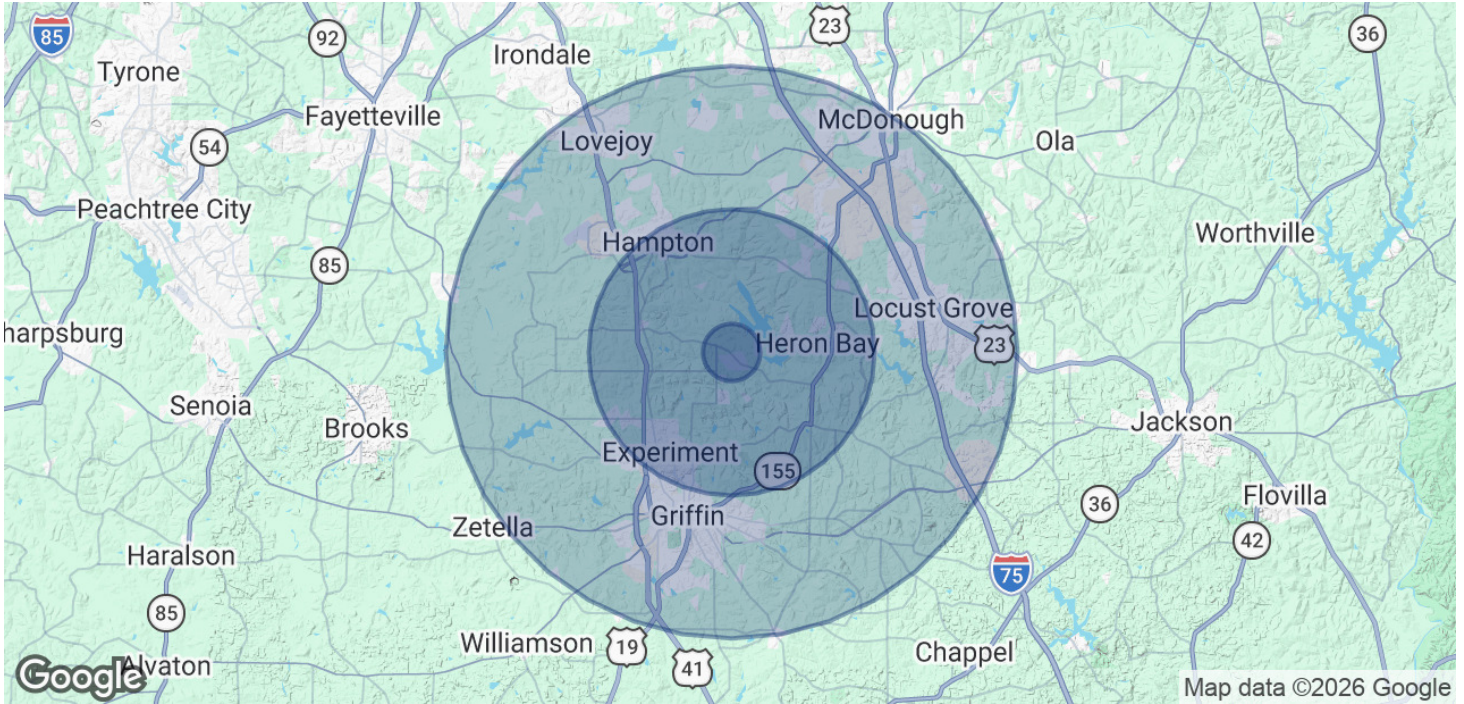 85
92
Irondale
23
36
Tyrone
Fayetteville
McDonough
54
Lovejoy
Ola
Peachtree City
Hampton
Worthville
85
Locust Grove
harpsburg
Heron Bay
23
Senoia
Brooks
Jackson
Experiment
155
36
Flovilla
Griffin
Zetella
42
Haralson
75
85
Williamson
19
Chappel
41
Alvaton
Google
Map data ©2026 Google